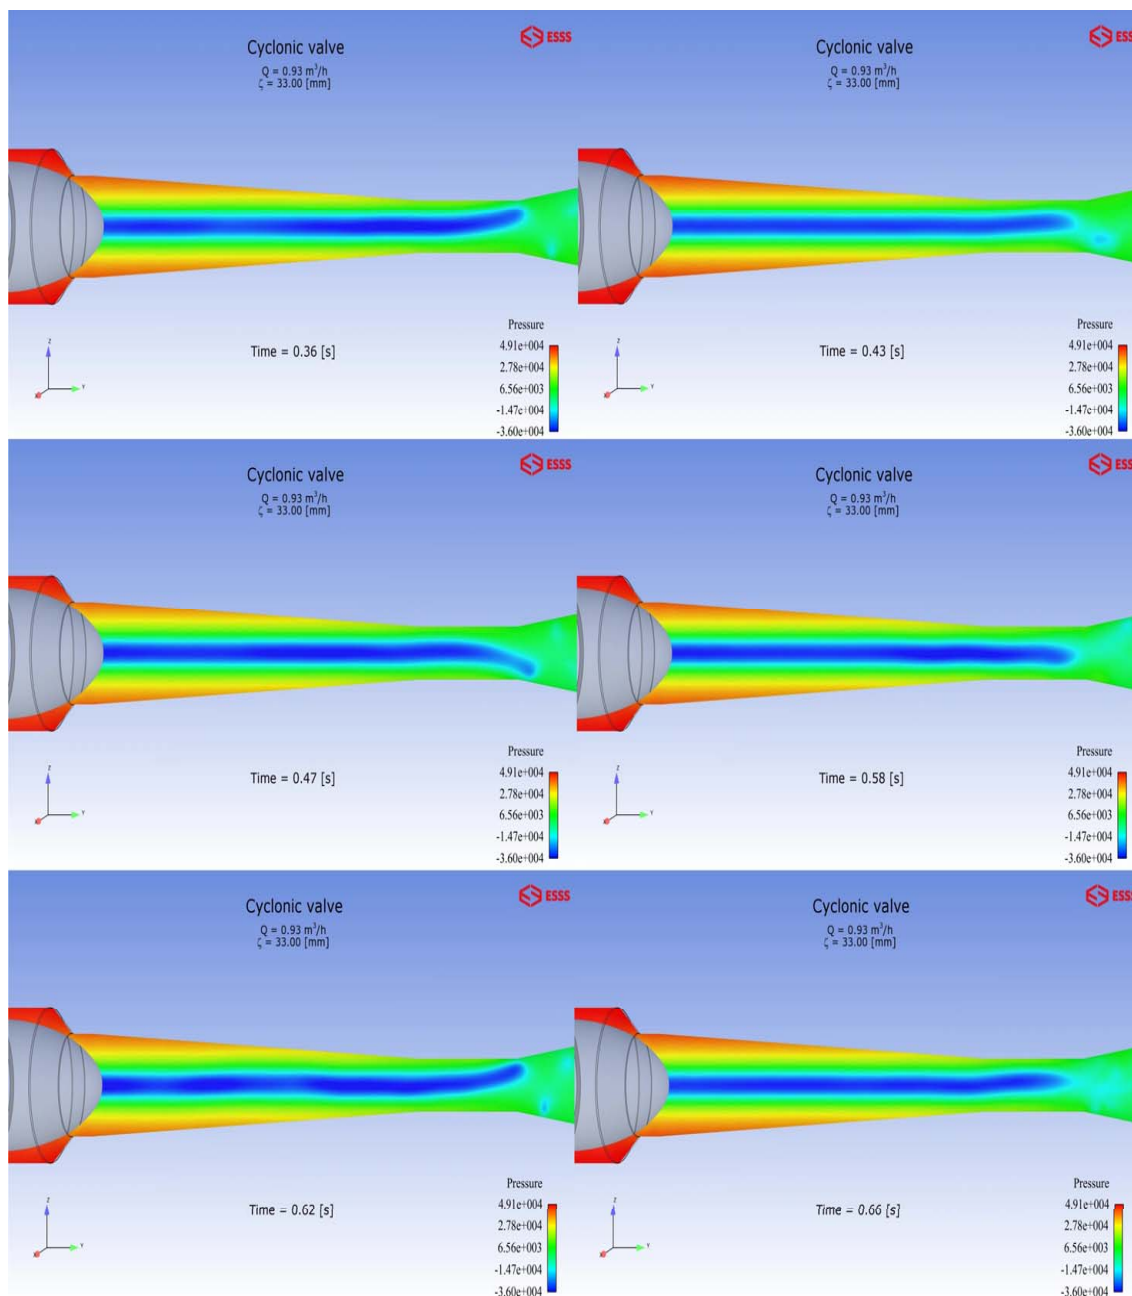 ESSS
Cyclonic valve
Q = 0.93 m³/h
ζ = 33.00 [mm]
Z
Y
X
Time = 0.36 [s]
Pressure
4.91e+004
2.78e+004
6.56e+003
-1.47e+004
-3.60e+004
ESSS
Cyclonic valve
Q = 0.93 m³/h
ζ = 33.00 [mm]
Z
Y
X
Time = 0.43 [s]
Pressure
4.91e+004
2.78e+004
6.56e+003
-1.47e+004
-3.60e+004
ESSS
Cyclonic valve
Q = 0.93 m³/h
ζ = 33.00 [mm]
Z
Y
X
Time = 0.47 [s]
Pressure
4.91e+004
2.78e+004
6.56e+003
-1.47e+004
-3.60e+004
ESSS
Cyclonic valve
Q = 0.93 m³/h
ζ = 33.00 [mm]
Z
Y
X
Time = 0.58 [s]
Pressure
4.91e+004
2.78e+004
6.56e+003
-1.47e+004
-3.60e+004
ESSS
Cyclonic valve
Q = 0.93 m³/h
ζ = 33.00 [mm]
Z
Y
X
Time = 0.62 [s]
Pressure
4.91e+004
2.78e+004
6.56e+003
-1.47e+004
-3.60e+004
ESSS
Cyclonic valve
Q = 0.93 m³/h
ζ = 33.00 [mm]
Z
Y
X
Time = 0.66 [s]
Pressure
4.91e+004
2.78e+004
6.56e+003
-1.47e+004
-3.60e+004